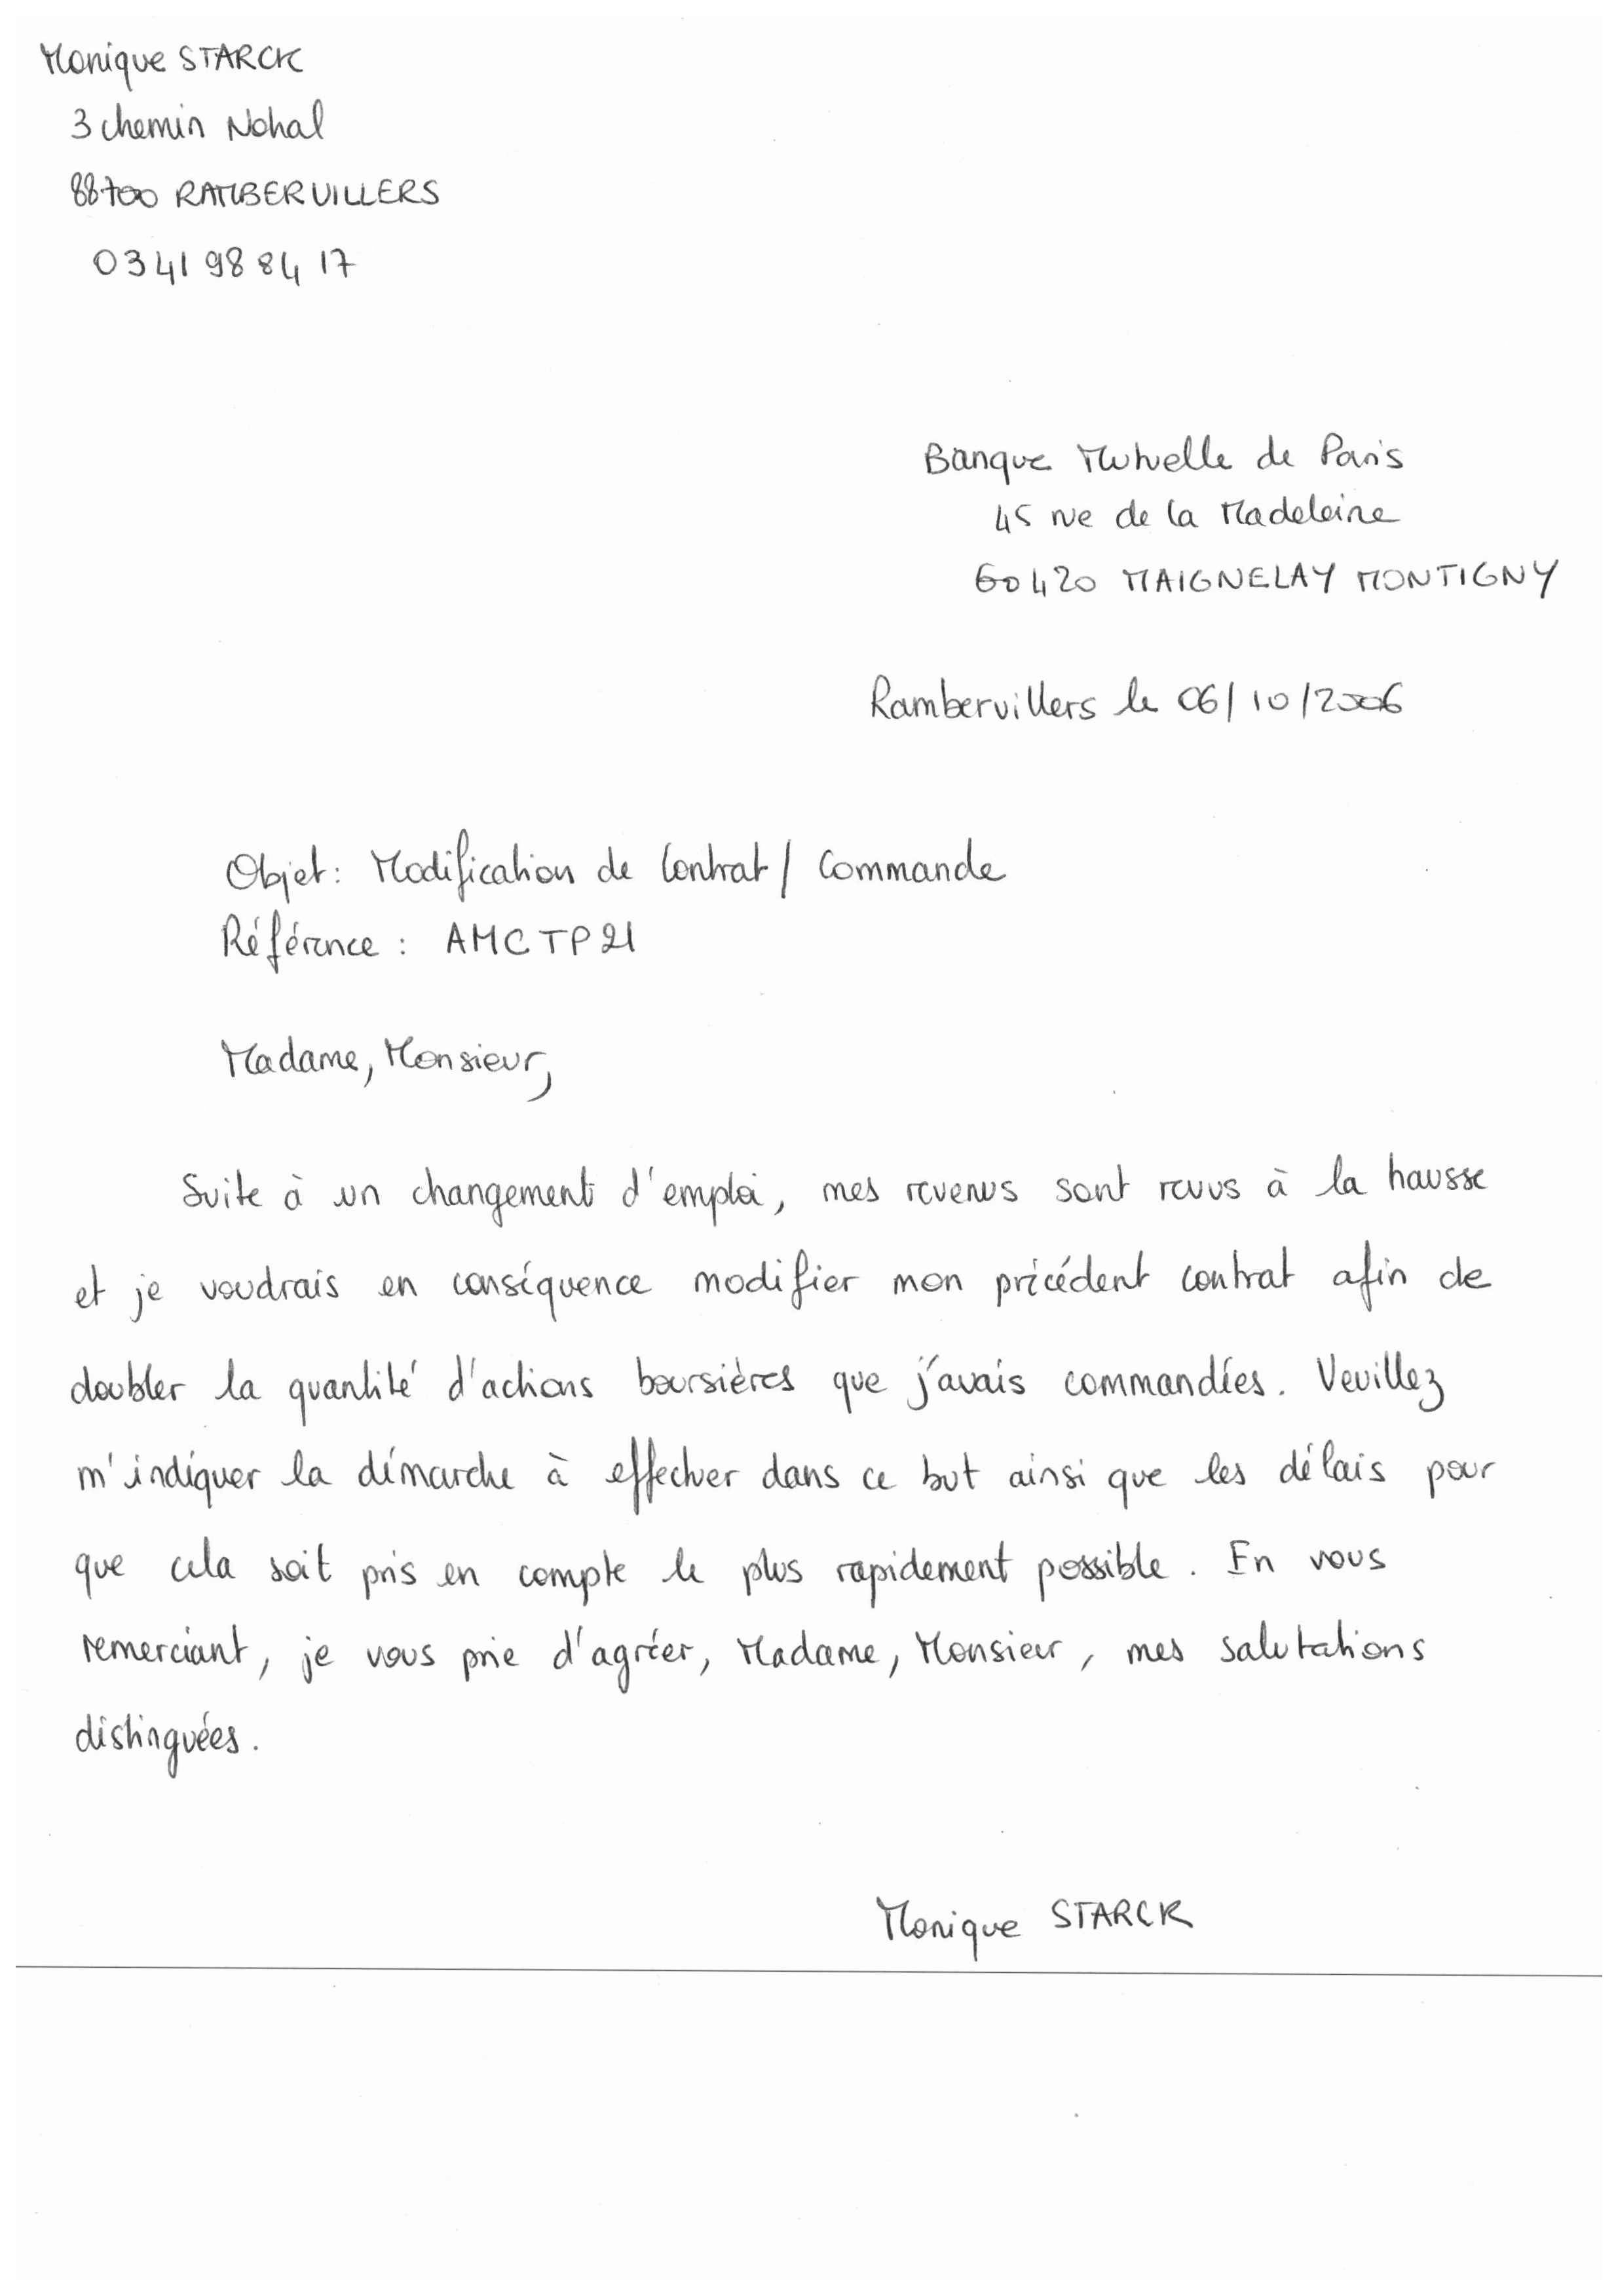 Monique STARCK
3 chemin Nohal
88700 RAMBERVILLERS
03 41 98 84 17
Banque Mutuelle de Paris
45 rue de la Madeleine
60420 MAIGNELAY MONTIGNY
Rambervillers le 06/10/2006
Objet: Modification de Contrat / Commande
Référence : AMCTP21
Madame, Monsieur,
Suite à un changement d'emploi, mes revenus sont revus à la hausse
et je voudrais en conséquence modifier mon précédent contrat afin de
doubler la quantité d'actions boursières que j'avais commandées. Veuillez
m'indiquer la démarche à effectuer dans ce but ainsi que les délais pour
que cela soit pris en compte le plus rapidement possible. En vous
remerciant, je vous prie d'agréer, Madame, Monsieur, mes salutations
distinguées.
Monique STARCK